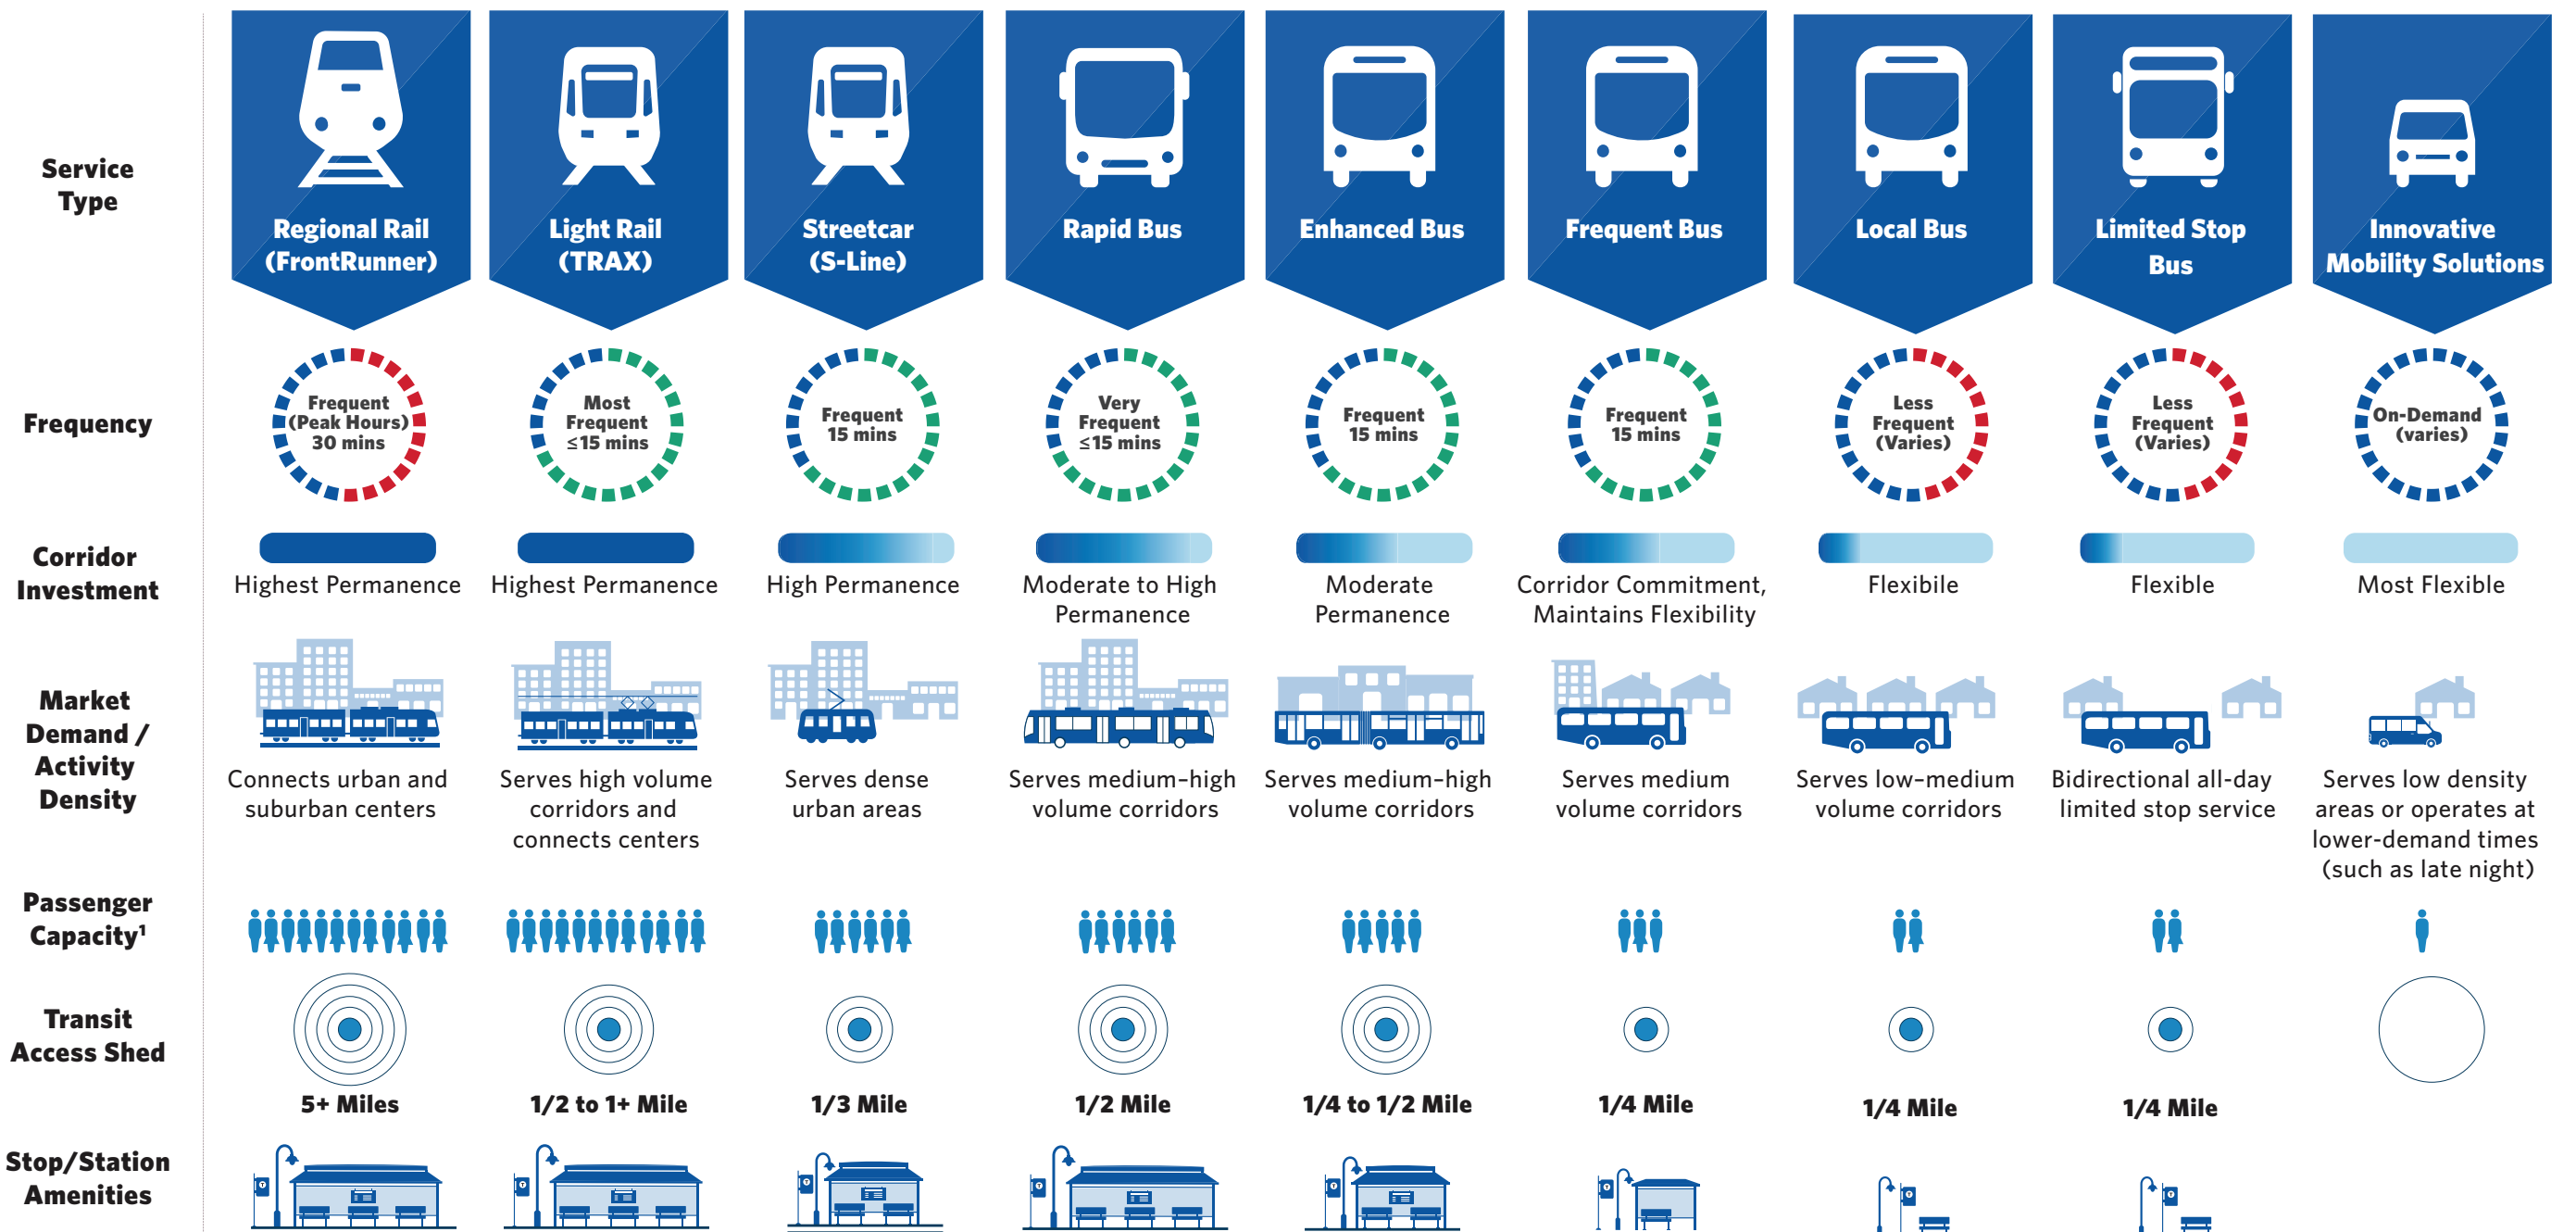 Service
Type
Regional Rail
(FrontRunner)
Light Rail
(TRAX)
Streetcar
(S-Line)
Rapid Bus
Enhanced Bus
Frequent Bus
Local Bus
Limited Stop
Bus
Innovative
Mobility Solutions
Frequency
Frequent
(Peak Hours)
30 mins
Most
Frequent
≤15 mins
Frequent
15 mins
Very
Frequent
≤15 mins
Frequent
15 mins
Frequent
15 mins
Less
Frequent
(Varies)
Less
Frequent
(Varies)
On-Demand
(varies)
Corridor
Investment
Highest Permanence
Highest Permanence
High Permanence
Moderate to High
Permanence
Moderate
Permanence
Corridor Commitment,
Maintains Flexibility
Flexibile
Flexible
Most Flexible
Market
Demand /
Activity
Density
Connects urban and
suburban centers
Serves high volume
corridors and
connects centers
Serves dense
urban areas
Serves medium–high
volume corridors
Serves medium–high
volume corridors
Serves medium
volume corridors
Serves low–medium
volume corridors
Bidirectional all-day
limited stop service
Serves low density
areas or operates at
lower-demand times
(such as late night)
Passenger
Capacity¹
Transit
Access Shed
5+ Miles
1/2 to 1+ Mile
1/3 Mile
1/2 Mile
1/4 to 1/2 Mile
1/4 Mile
1/4 Mile
1/4 Mile
Stop/Station
Amenities